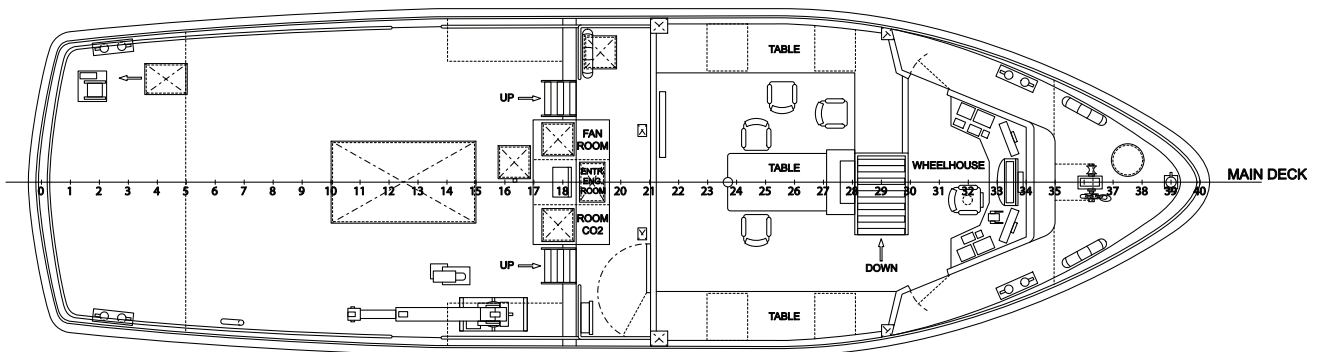 TABLE
UP
FAN
ROOM
ENTR.
ENG.
ROOM
TABLE
WHEELHOUSE
MAIN DECK
0 1 2 3 4 5 6 7 8 9 10 11 12 13 14 15 16 17 18 20 21 22 23 24 25 26 27 28 29 30 31 32 33 34 35 36 37 38 39 40
ROOM
CO2
UP
DOWN
TABLE